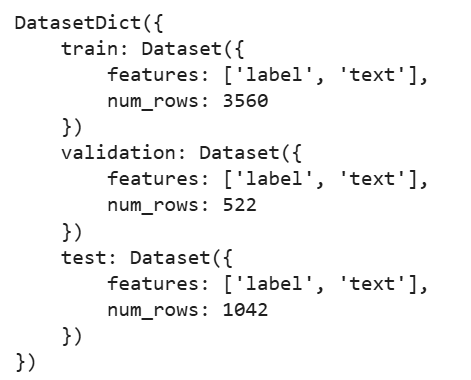 DatasetDict({
    train: Dataset({
        features: ['label', 'text'],
        num_rows: 3560
    })
    validation: Dataset({
        features: ['label', 'text'],
        num_rows: 522
    })
    test: Dataset({
        features: ['label', 'text'],
        num_rows: 1042
    })
})